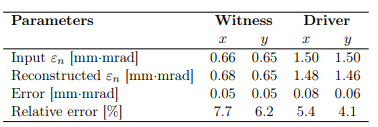 Parameters Witness Driver
x y x y
Input εn [mm·mrad] 0.66 0.65 1.50 1.50
Reconstructed εn [mm·mrad] 0.68 0.65 1.48 1.46
Error [mm·mrad] 0.05 0.05 0.08 0.06
Relative error [%] 7.7 6.2 5.4 4.1